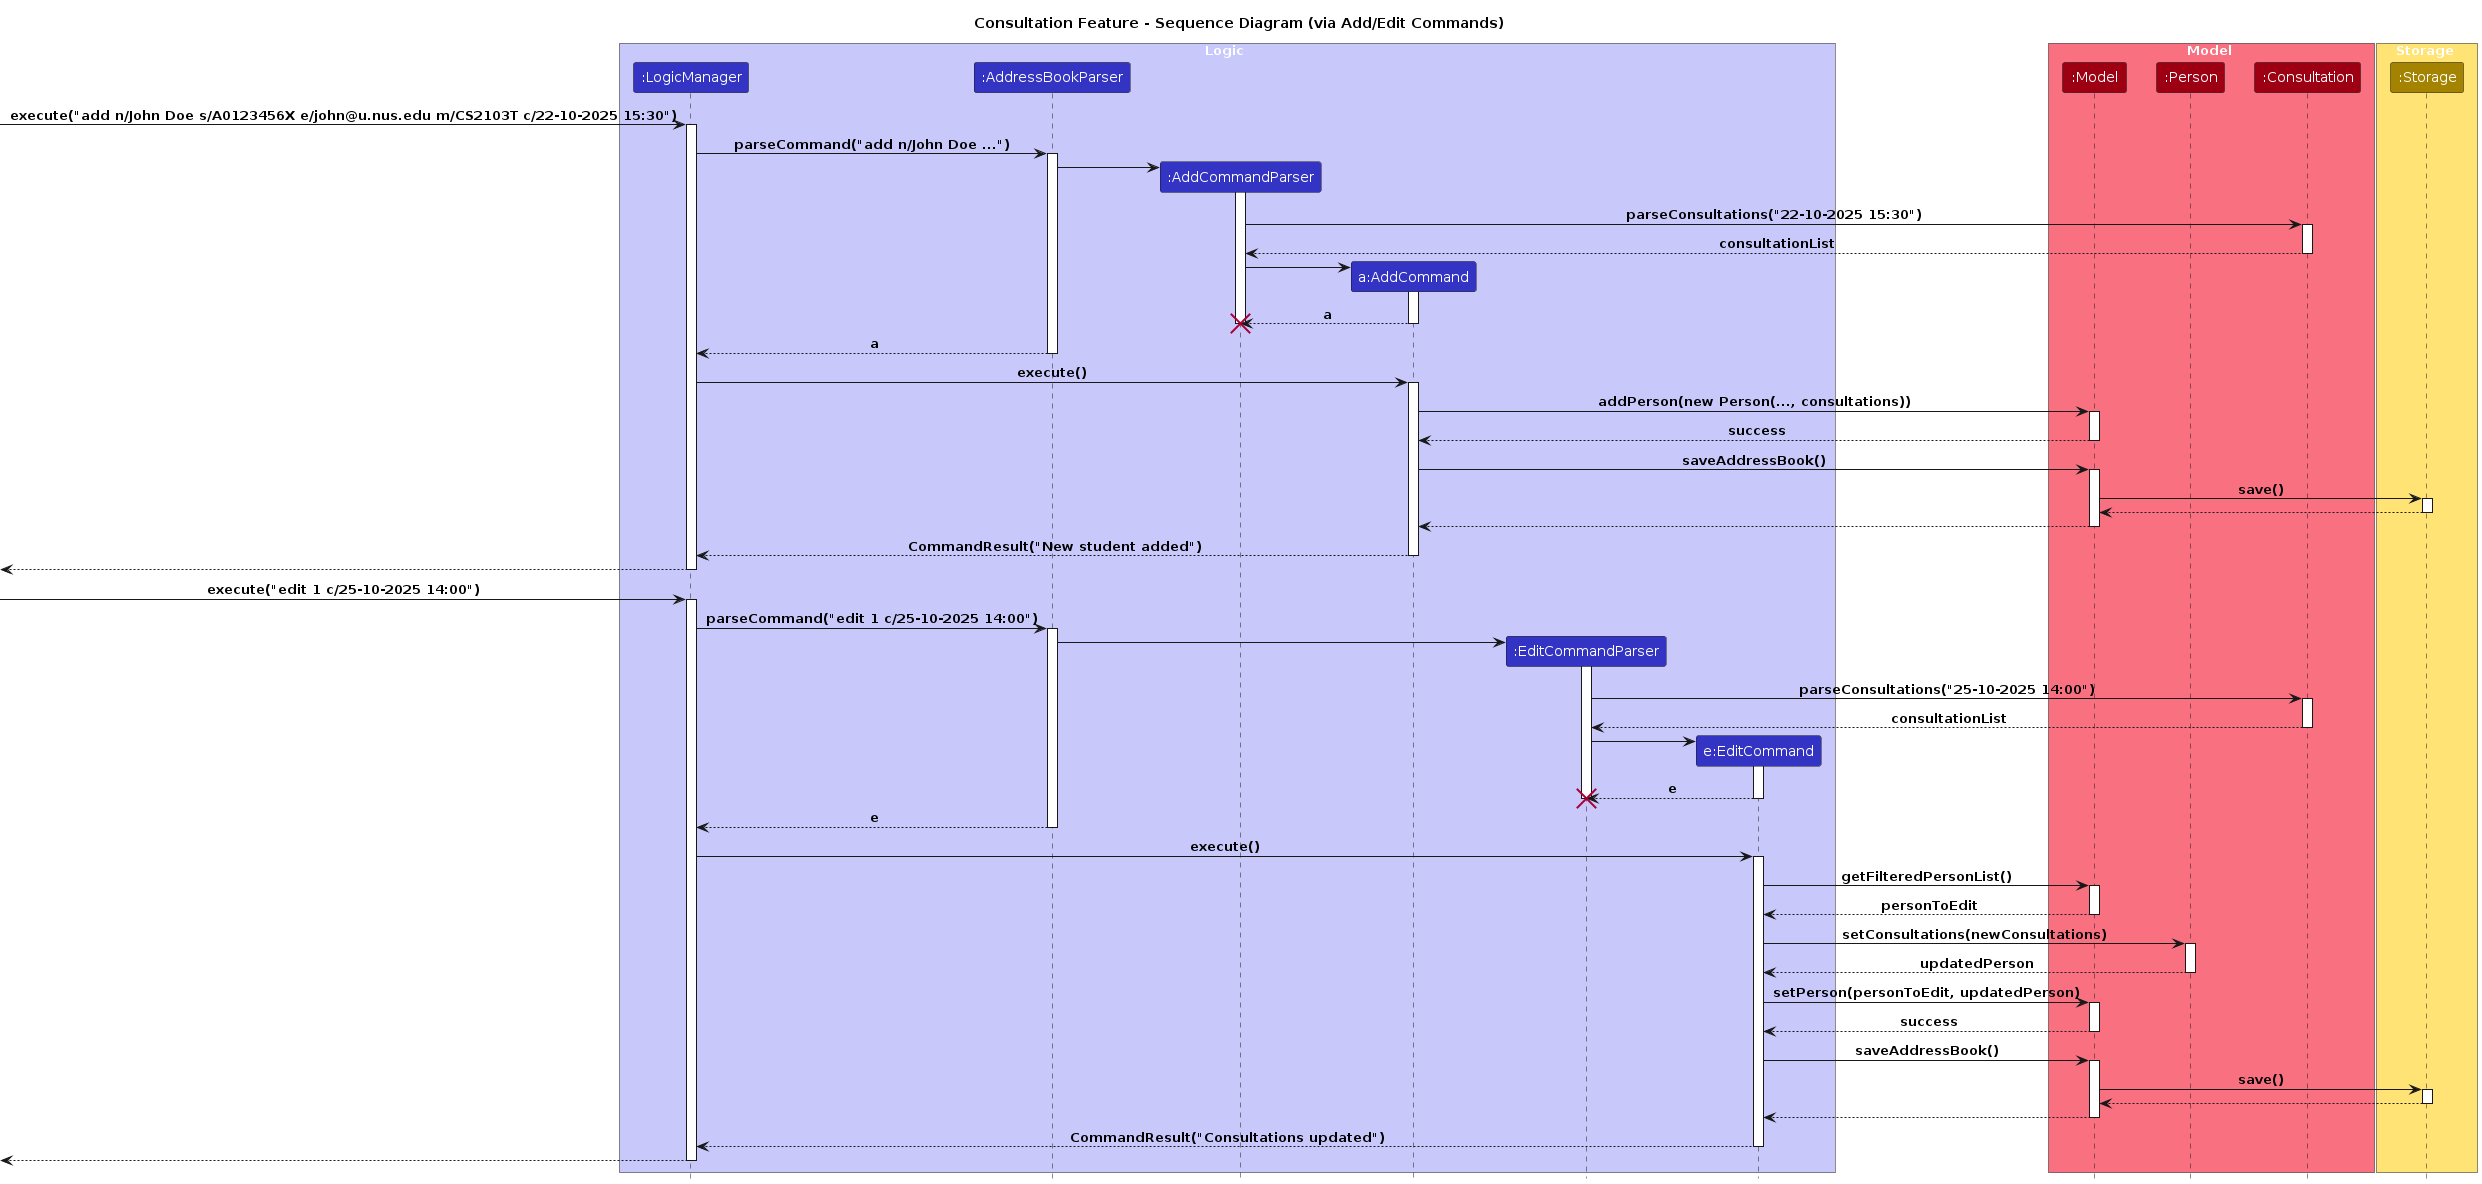 Consultation Feature - Sequence Diagram (via Add/Edit Commands)
Logic
Model
Storage
:LogicManager
:AddressBookParser
:Model
:Person
:Consultation
:Storage
execute("add n/John Doe s/A0123456X e/john@u.nus.edu m/CS2103T c/22-10-2025 15:30")
parseCommand("add n/John Doe ...")
:AddCommandParser
parseConsultations("22-10-2025 15:30")
consultationList
a:AddCommand
a
a
execute()
addPerson(new Person(..., consultations))
success
saveAddressBook()
save()
CommandResult("New student added")
execute("edit 1 c/25-10-2025 14:00")
parseCommand("edit 1 c/25-10-2025 14:00")
:EditCommandParser
parseConsultations("25-10-2025 14:00")
consultationList
e:EditCommand
e
e
execute()
getFilteredPersonList()
personToEdit
setConsultations(newConsultations)
updatedPerson
setPerson(personToEdit, updatedPerson)
success
saveAddressBook()
save()
CommandResult("Consultations updated")